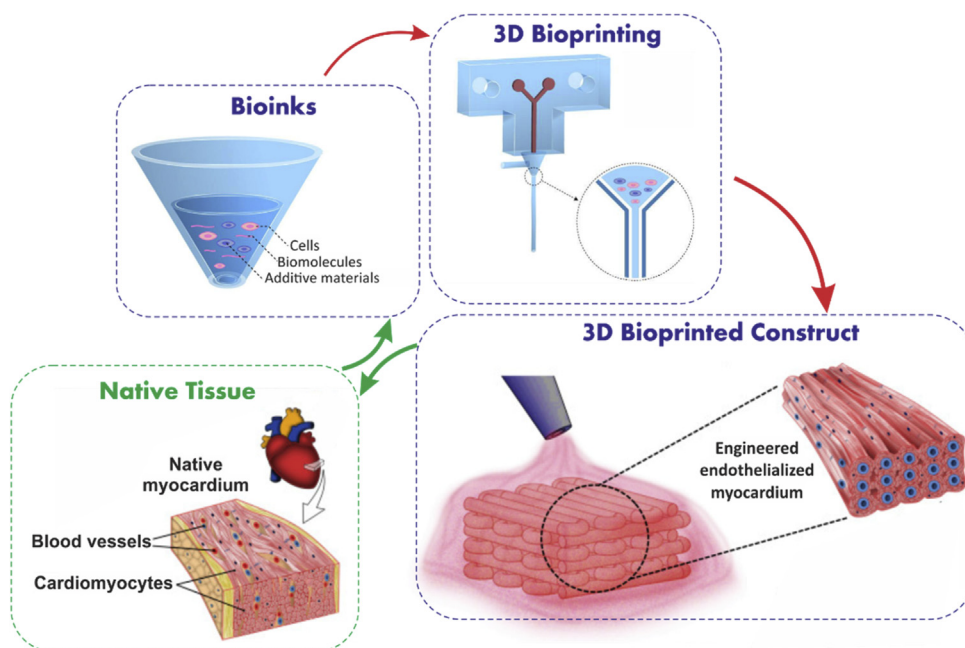 3D Bioprinting
Bioinks
Cells
Biomolecules
Additive materials
3D Bioprinted Construct
Engineered
endothelialized
myocardium
Native Tissue
Native
myocardium
Blood vessels
Cardiomyocytes